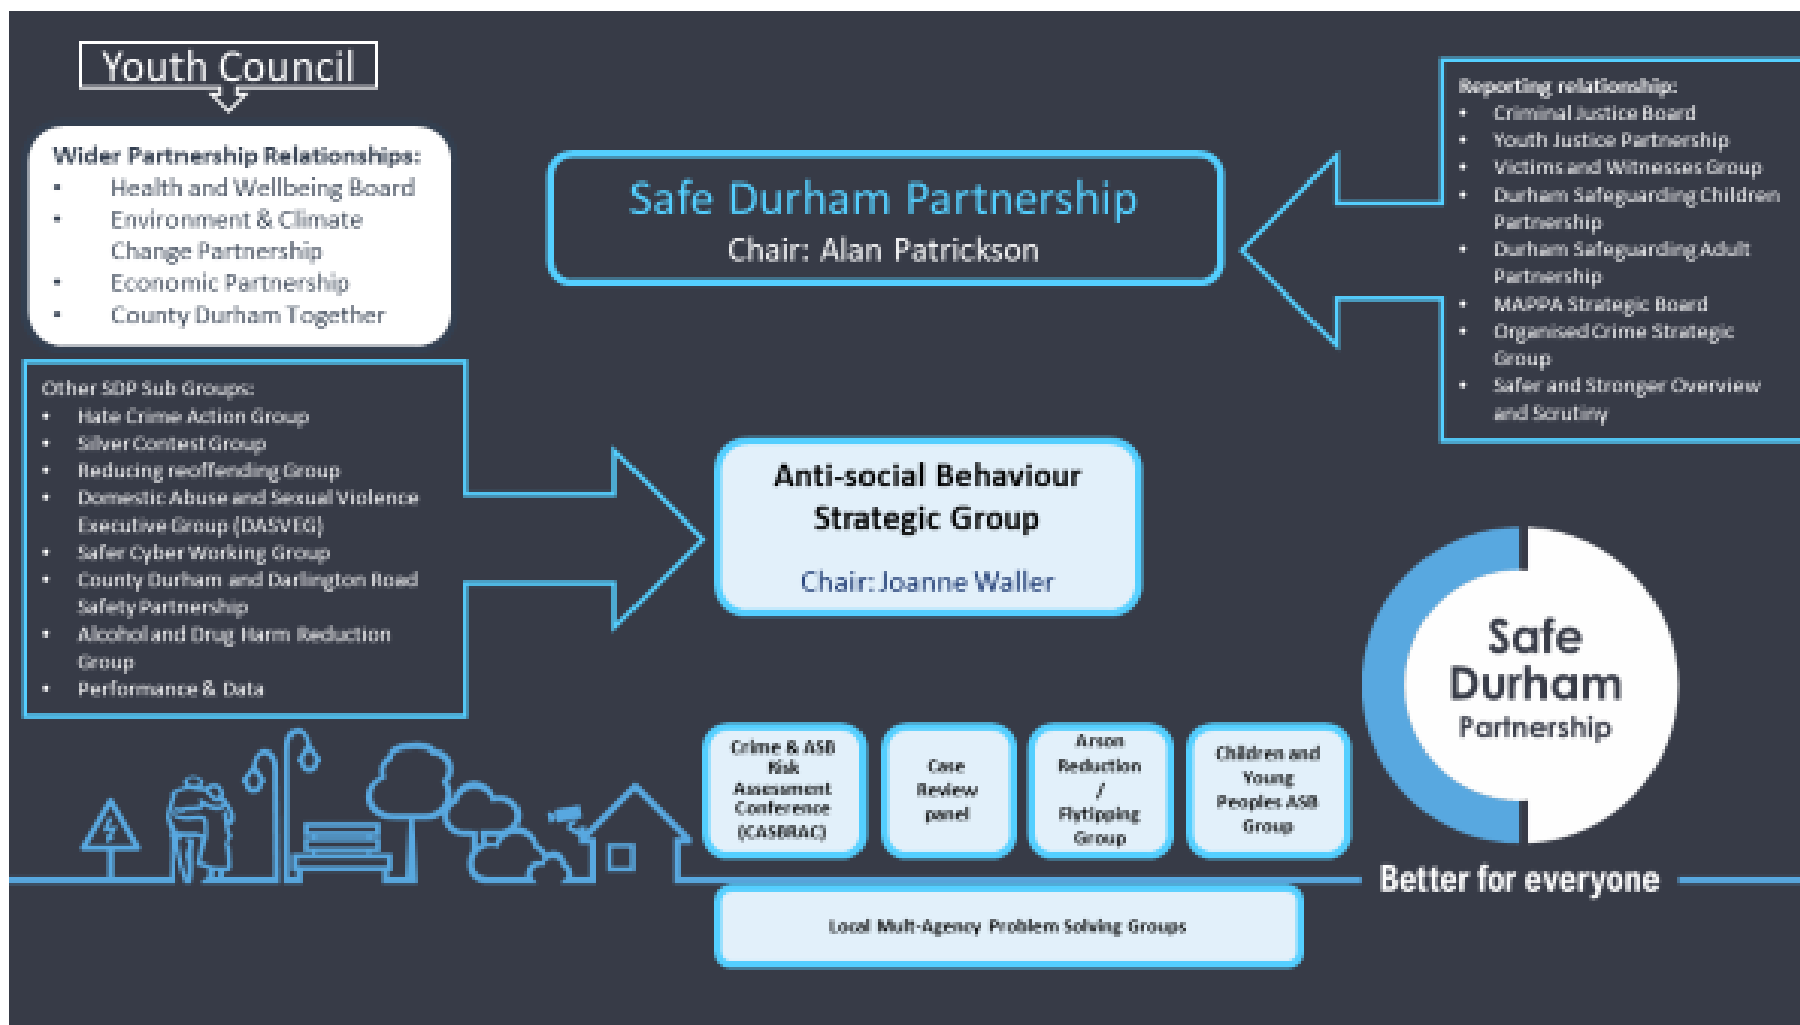 Youth Council
Wider Partnership Relationships:
• Health and Wellbeing Board
• Environment & Climate
Change Partnership
• Economic Partnership
• County Durham Together
Safe Durham Partnership
Chair: Alan Patrickson
Reporting relationship:
• Criminal Justice Board
• Youth Justice Partnership
• Victims and Witnesses Group
• Durham Safeguarding Children
Partnership
• Durham Safeguarding Adult
Partnership
• MAPPA Strategic Board
• Organised Crime Strategic
Group
• Safer and Stronger Overview
and Scrutiny
Other SDP Sub Groups:
• Hate Crime Action Group
• Silver Contest Group
• Reducing reoffending Group
• Domestic Abuse and Sexual Violence
Executive Group (DASVEG)
• Safer Cyber Working Group
• County Durham and Darlington Road
Safety Partnership
• Alcohol and Drug Harm Reduction
Group
• Performance & Data
Anti-social Behaviour
Strategic Group
Chair: Joanne Waller
Crime & ASB
Risk
Assessment
Conference
(CASBRAC)
Case
Review
panel
Arson
Reduction
/
Flytipping
Group
Children and
Young
Peoples ASB
Group
Local Mult-Agency Problem Solving Groups
Safe
Durham
Partnership
Better for everyone